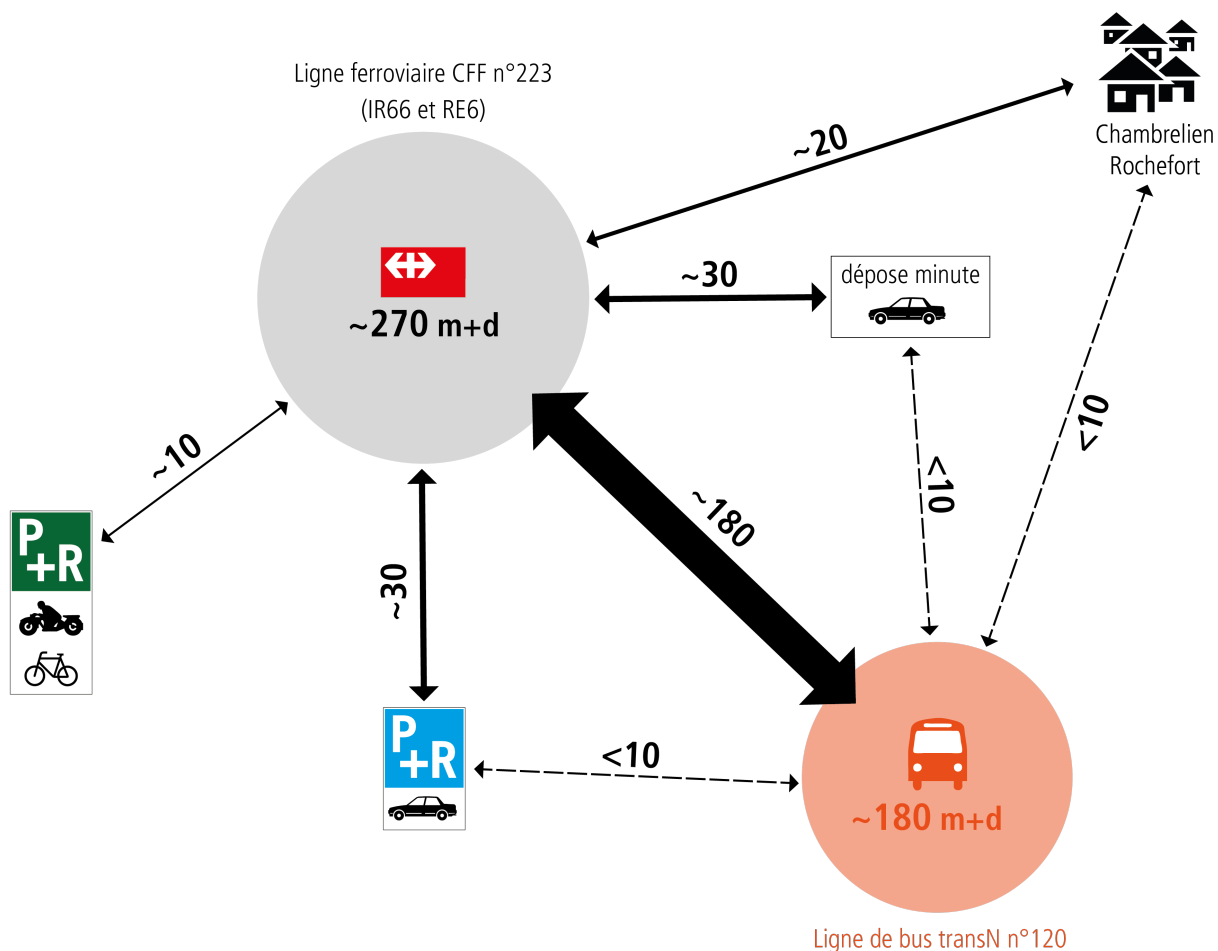 Ligne ferroviaire CFF n°223
(IR66 et RE6)
Chambrelien
Rochefort
~20
~30
dépose minute
~270 m+d
~10
<10
<10
~180
P
+R
~30
P
+R
<10
~180 m+d
Ligne de bus transN n°120